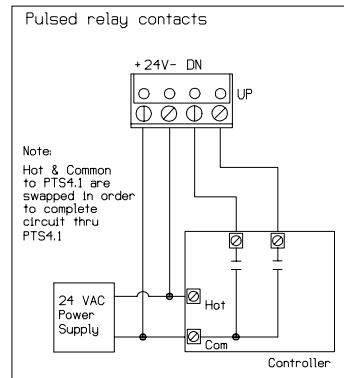 Pulsed relay contacts
+ 24V- DN
UP
Note:
Hot & Common
to PTS4.1 are
swapped in order
to complete
circuit thru
PTS4.1
24 VAC
Power
Supply
Hot
Com
Controller